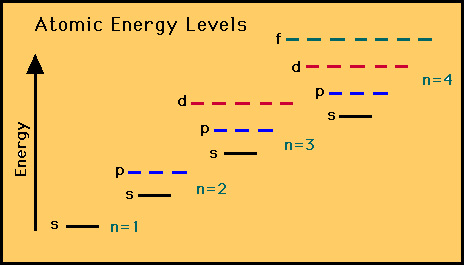 Atomic Energy Levels
f
d
p
s
n=4
d
p
s
n=3
p
s
n=2
s
n=1
Energy